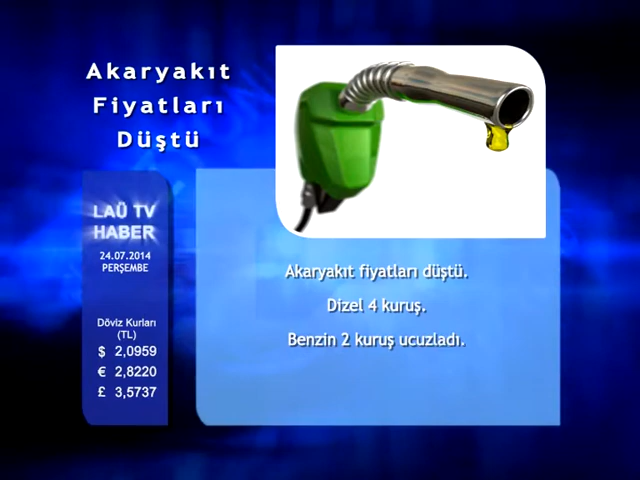 Akaryakıt
Fiyatları
Düştü
LAÜ TV
HABER
24.07.2014
PERŞEMBE
Döviz Kurları
(TL)
$ 2,0959
€ 2,8220
£ 3,5737
Akaryakıt fiyatları düştü.
Dizel 4 kuruş.
Benzin 2 kuruş ucuzladı.